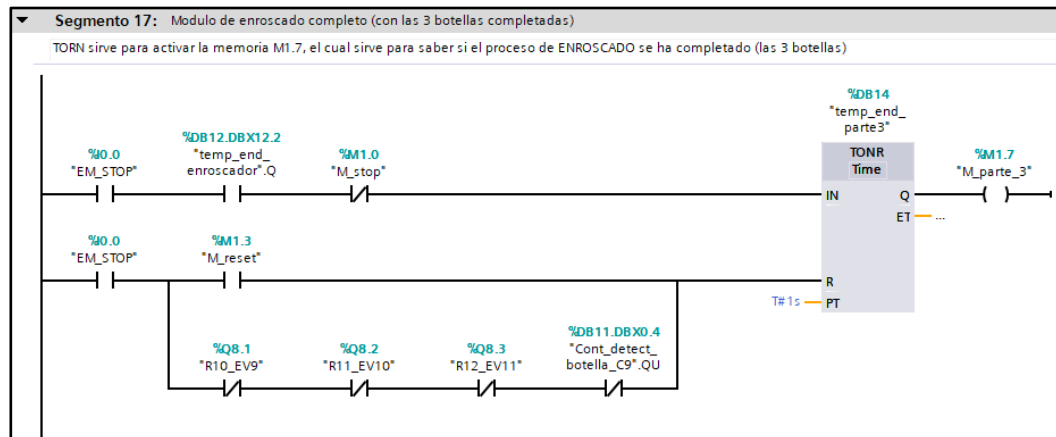 Segmento 17: Modulo de enroscado completo (con las 3 botellas completadas)
TORN sirve para activar la memoria M1.7, el cual sirve para saber si el proceso de ENROSCADO se ha completado (las 3 botellas)
%DB14
"temp_end_
parte3"
%I0.0
"EM_STOP"
%DB12.DBX12.2
"temp_end_
enroscador".Q
%M1.0
"M_stop"
TONR
Time
%M1.7
"M_parte_3"
IN
Q
ET
...
%I0.0
"EM_STOP"
%M1.3
"M_reset"
R
T#1s
PT
%Q8.1
"R10_EV9"
%Q8.2
"R11_EV10"
%Q8.3
"R12_EV11"
%DB11.DBX0.4
"Cont_detect_
botella_C9".QU